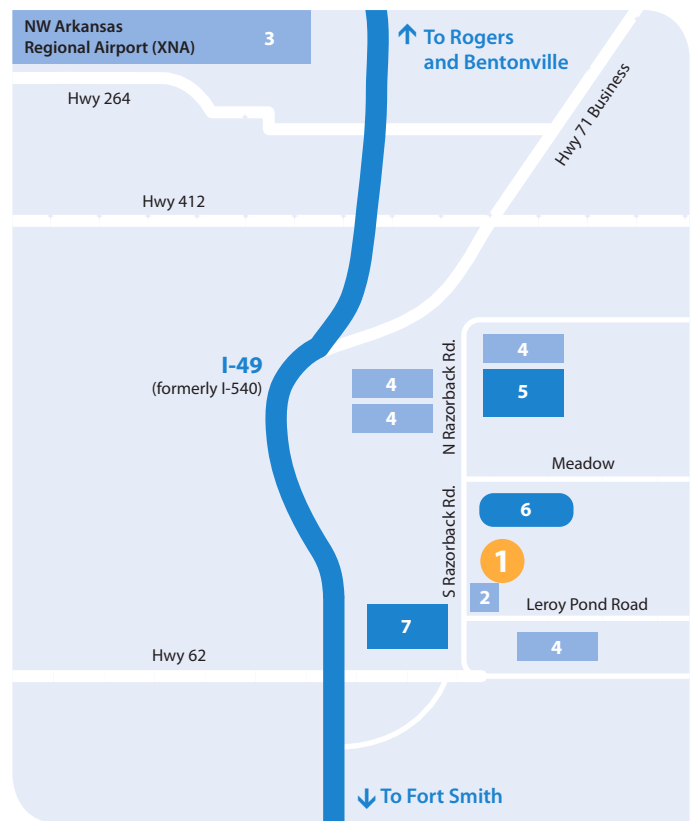 NW Arkansas
Regional Airport (XNA)
3
To Rogers
and Bentonville
Hwy 264
Hwy 71 Business
Hwy 412
I-49
(formerly I-540)
N Razorback Rd.
4
4
4
5
Meadow
S Razorback Rd.
6
1
2
Leroy Pond Road
7
4
Hwy 62
To Fort Smith